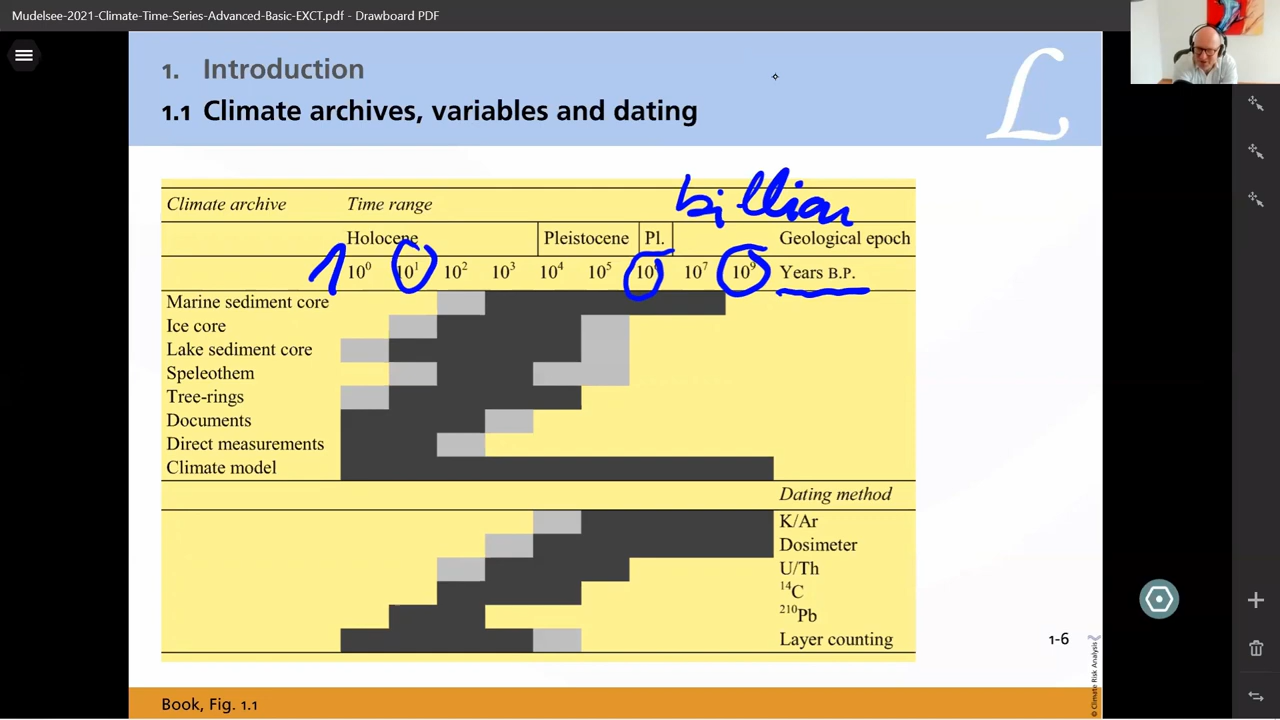 Mudelsee-2021-Climate-Time-Series-Advanced-Basic-EXCT.pdf - Drawboard PDF
1. Introduction
1.1 Climate archives, variables and dating
L
billion
Climate archive Time range
Holocene Pleistocene Pl. Geological epoch
1 10⁰ 10¹ 10² 10³ 10⁴ 10⁵ 10⁶ 10⁷ 10⁹ Years B.P.
Marine sediment core
Ice core
Lake sediment core
Speleothem
Tree-rings
Documents
Direct measurements
Climate model
Dating method
K/Ar
Dosimeter
U/Th
¹⁴C
²¹⁰Pb
Layer counting
1-6
© Climate Risk Analysis
Book, Fig. 1.1